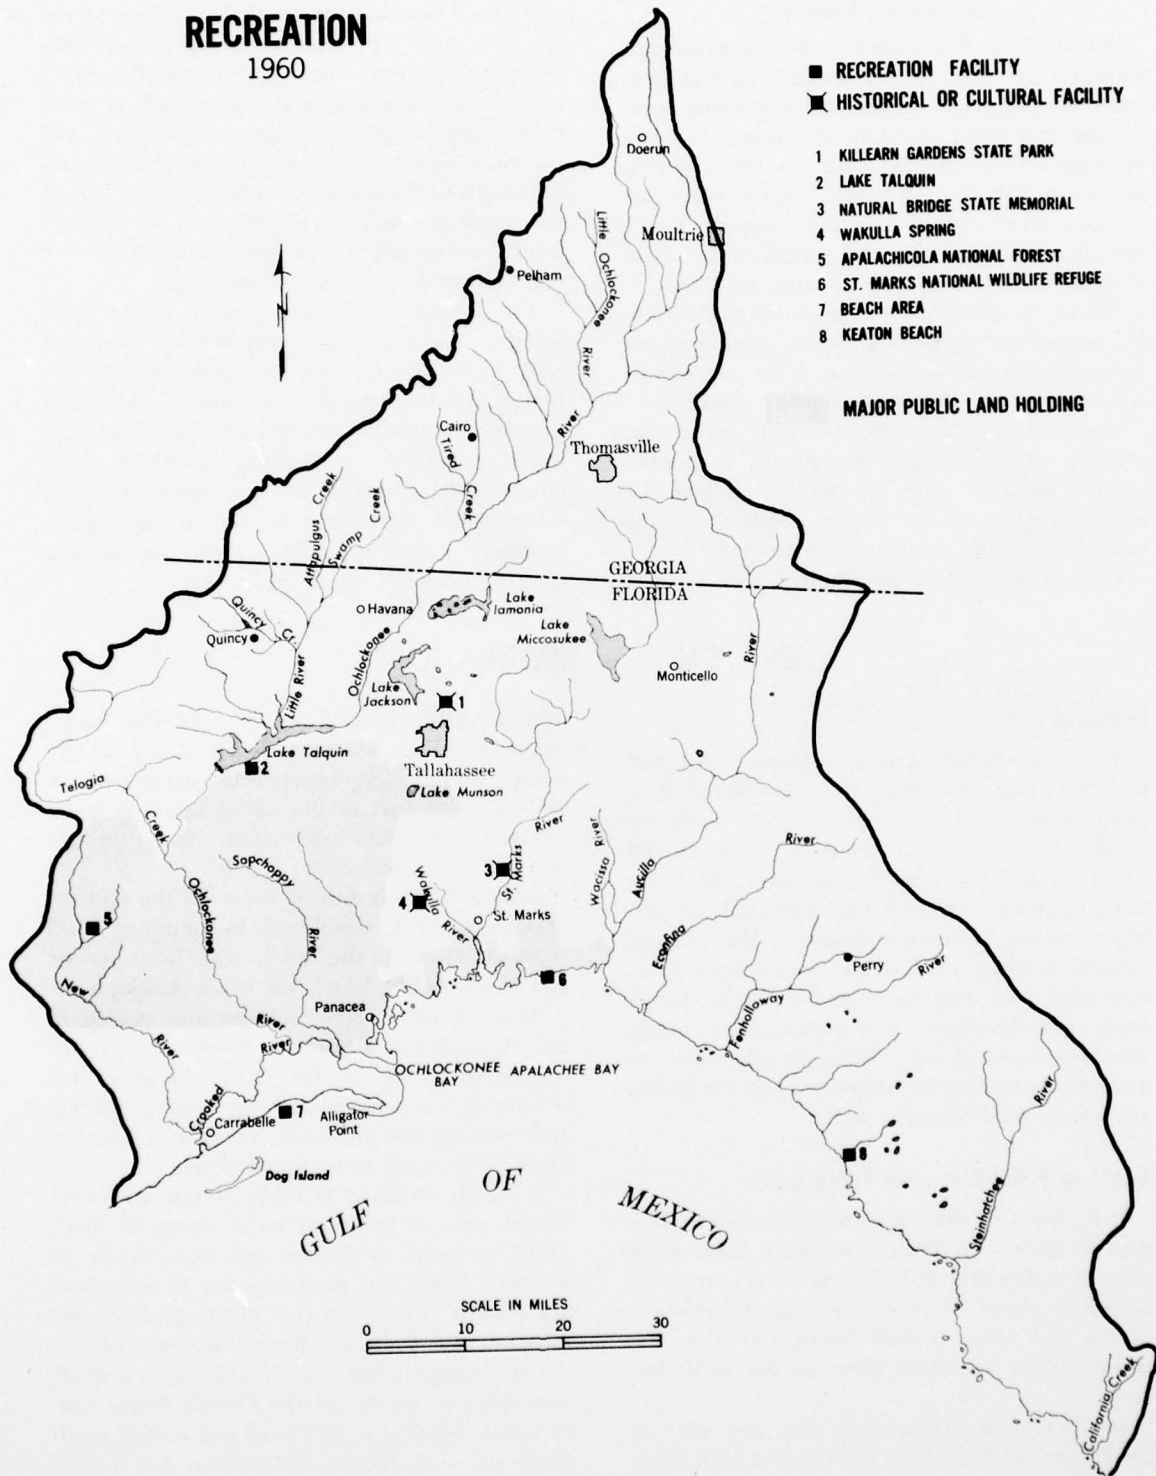 RECREATION
1960
■ RECREATION FACILITY
HISTORICAL OR CULTURAL FACILITY
1 KILLEARN GARDENS STATE PARK
2 LAKE TALQUIN
3 NATURAL BRIDGE STATE MEMORIAL
4 WAKULLA SPRING
5 APALACHICOLA NATIONAL FOREST
6 ST. MARKS NATIONAL WILDLIFE REFUGE
7 BEACH AREA
8 KEATON BEACH
MAJOR PUBLIC LAND HOLDING
Doerun
Moultrie
Pelham
Little Ochlockonee River
Cairo
Tired Creek
River
Thomasville
Attapulgus Creek
Swamp Creek
GEORGIA
FLORIDA
Havana
Lake
Iamonia
Lake
Miccosukee
Quincy Cr.
Quincy
Little River
Ochlockonee
Lake
Jackson
1
Monticello
River
Lake Talquin
2
Tallahassee
Lake Munson
Telogia
Creek
Ochlockonee
River
Sopchoppy
River
3
St. Marks
River
Wacissa
River
Aucilla
River
4
Wakulla
River
St. Marks
5
New
River
Econfina
Perry
River
Fenholloway
6
Panacea
River
Crooked
OCHLOCKONEE
BAY
APALACHEE BAY
Carrabelle
7
Alligator
Point
Dog Island
8
River
Steinhatchee
GULF
OF
MEXICO
SCALE IN MILES
0 10 20 30
California Creek